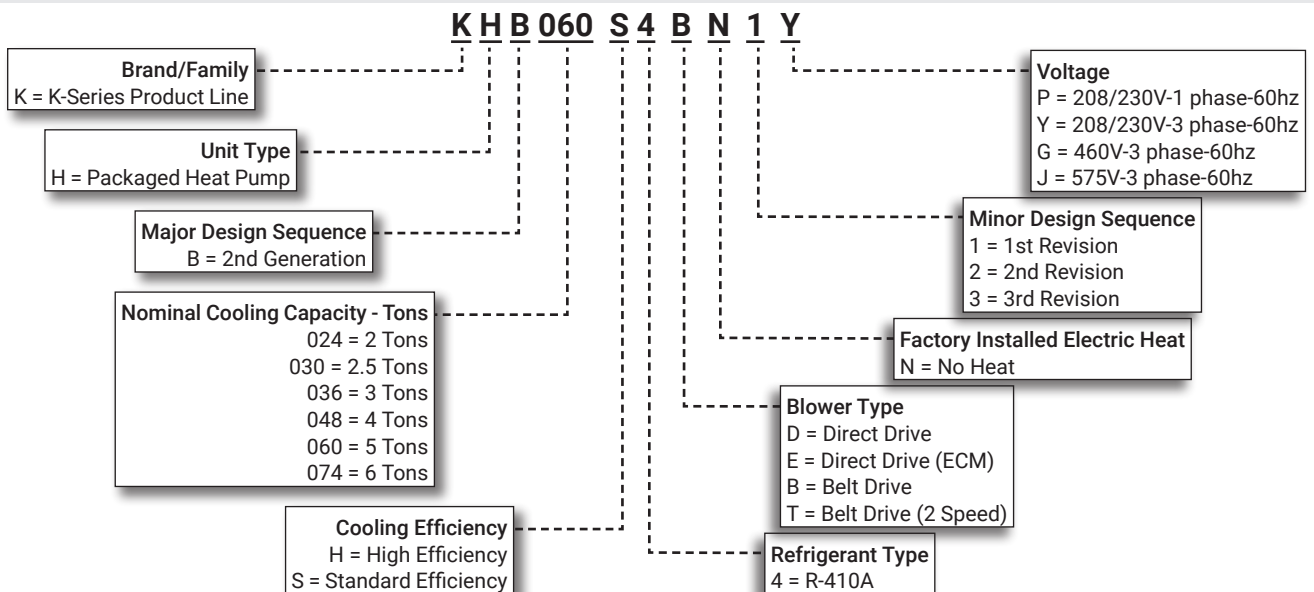 K H B 060 S 4 B N 1 Y
Brand/Family
K = K-Series Product Line
Unit Type
H = Packaged Heat Pump
Major Design Sequence
B = 2nd Generation
Nominal Cooling Capacity - Tons
024 = 2 Tons
030 = 2.5 Tons
036 = 3 Tons
048 = 4 Tons
060 = 5 Tons
074 = 6 Tons
Cooling Efficiency
H = High Efficiency
S = Standard Efficiency
Voltage
P = 208/230V-1 phase-60hz
Y = 208/230V-3 phase-60hz
G = 460V-3 phase-60hz
J = 575V-3 phase-60hz
Minor Design Sequence
1 = 1st Revision
2 = 2nd Revision
3 = 3rd Revision
Factory Installed Electric Heat
N = No Heat
Blower Type
D = Direct Drive
E = Direct Drive (ECM)
B = Belt Drive
T = Belt Drive (2 Speed)
Refrigerant Type
4 = R-410A